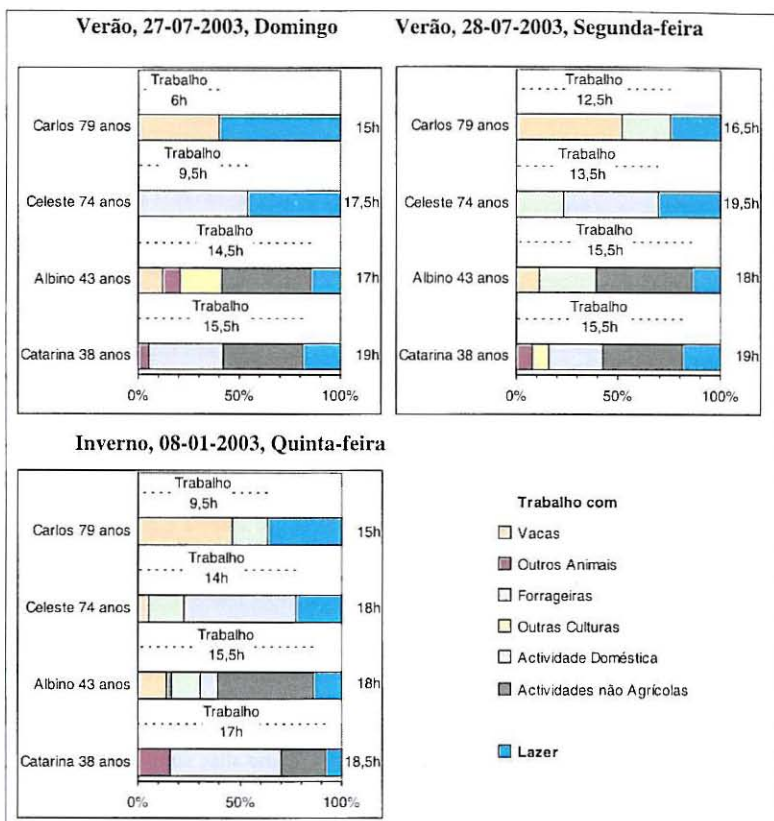 Verão, 27-07-2003, Domingo
Trabalho
6h
Carlos 79 anos
15h
Trabalho
9,5h
Celeste 74 anos
17,5h
Trabalho
14,5h
Albino 43 anos
17h
Trabalho
15,5h
Catarina 38 anos
19h
0% 50% 100%
Verão, 28-07-2003, Segunda-feira
Trabalho
12,5h
Carlos 79 anos
16,5h
Trabalho
13,5h
Celeste 74 anos
19,5h
Trabalho
15,5h
Albino 43 anos
18h
Trabalho
15,5h
Catarina 38 anos
19h
0% 50% 100%
Inverno, 08-01-2003, Quinta-feira
Trabalho
9,5h
Carlos 79 anos
15h
Trabalho
14h
Celeste 74 anos
18h
Trabalho
15,5h
Albino 43 anos
18h
Trabalho
17h
Catarina 38 anos
18,5h
0% 50% 100%
Trabalho com
Vacas
Outros Animais
Forrageiras
Outras Culturas
Actividade Doméstica
Actividades não Agrícolas
Lazer